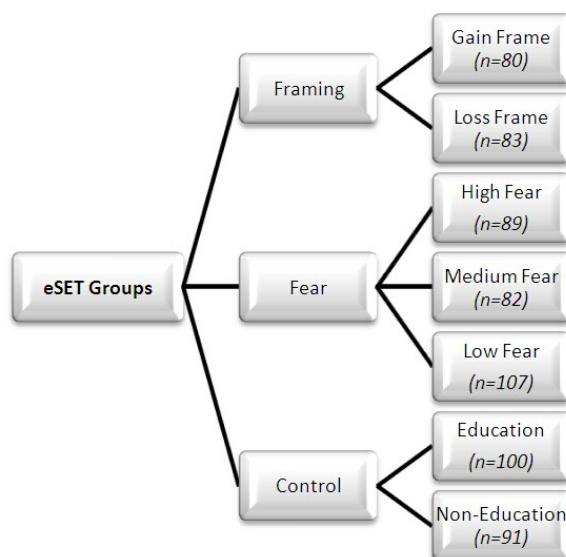 Gain Frame
(n=80)
Framing
Loss Frame
(n=83)
High Fear
(n=89)
eSET Groups
Fear
Medium Fear
(n=82)
Low Fear
(n=107)
Education
(n=100)
Control
Non-Education
(n=91)